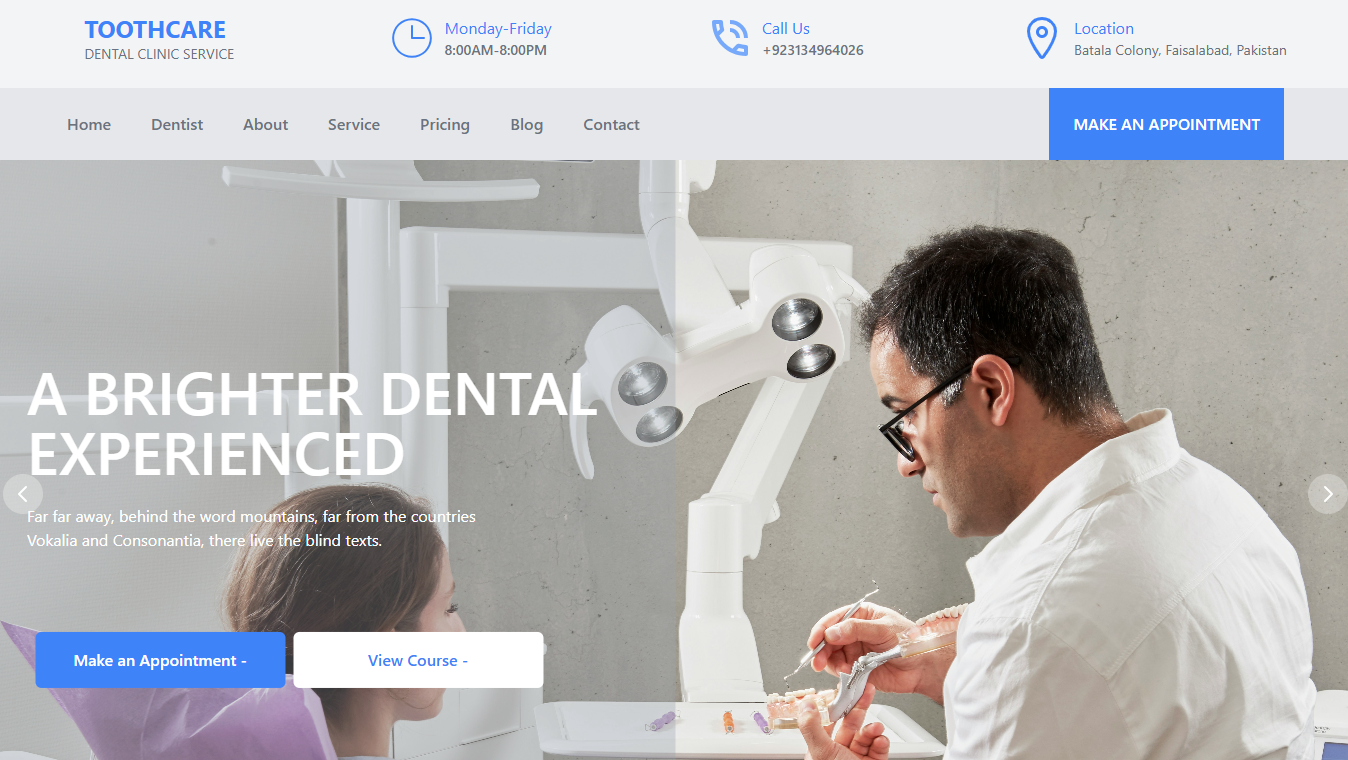 TOOTHCARE
DENTAL CLINIC SERVICE
Monday-Friday
8:00AM-8:00PM
Call Us
+923134964026
Location
Batala Colony, Faisalabad, Pakistan
Home
Dentist
About
Service
Pricing
Blog
Contact
MAKE AN APPOINTMENT
A BRIGHTER DENTAL
EXPERIENCED
Far far away, behind the word mountains, far from the countries
Vokalia and Consonantia, there live the blind texts.
Make an Appointment -
View Course -